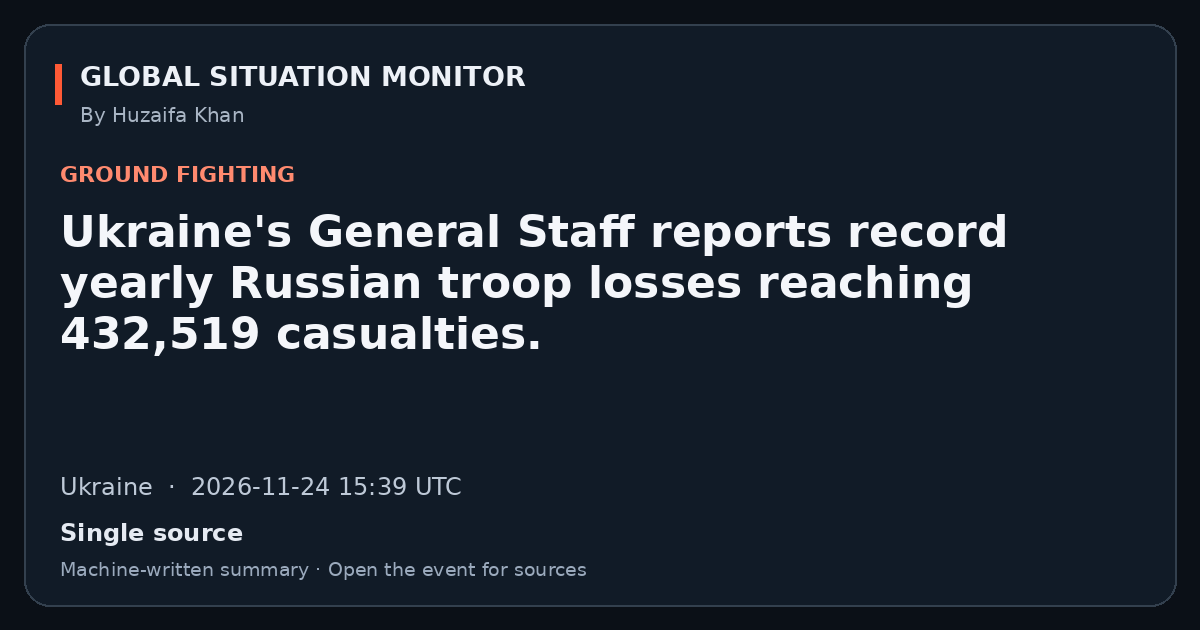 GLOBAL SITUATION MONITOR
By Huzaifa Khan
GROUND FIGHTING
Ukraine's General Staff reports record
yearly Russian troop losses reaching
432,519 casualties.
Ukraine · 2026-11-24 15:39 UTC
Single source
Machine-written summary · Open the event for sources